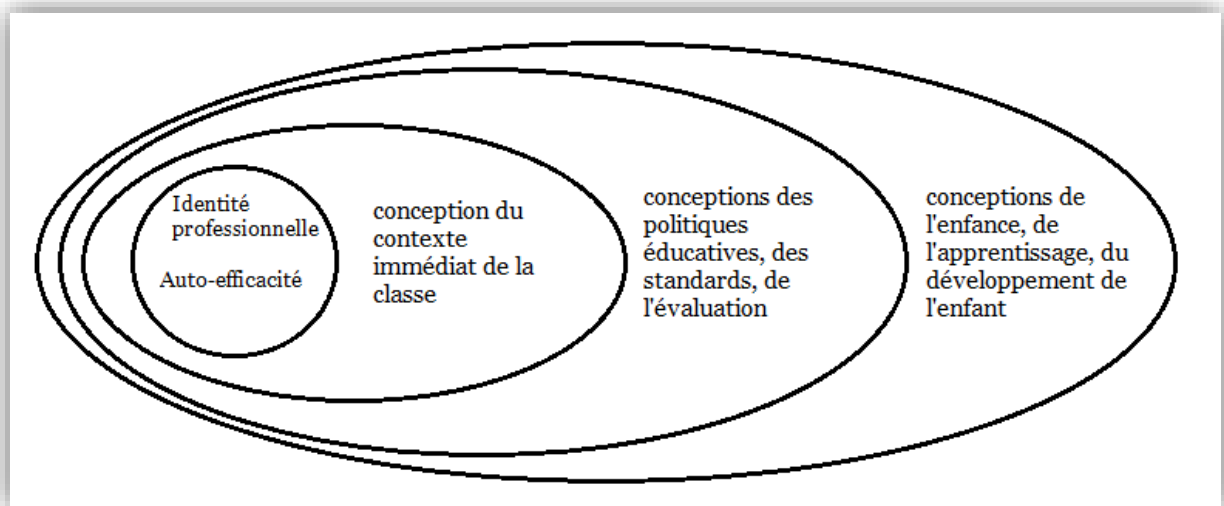 Identité
professionnelle
Auto-efficacité
conception du
contexte
immédiat de la
classe
conceptions des
politiques
éducatives, des
standards, de
l'évaluation
conceptions de
l'enfance, de
l'apprentissage, du
développement de
l'enfant